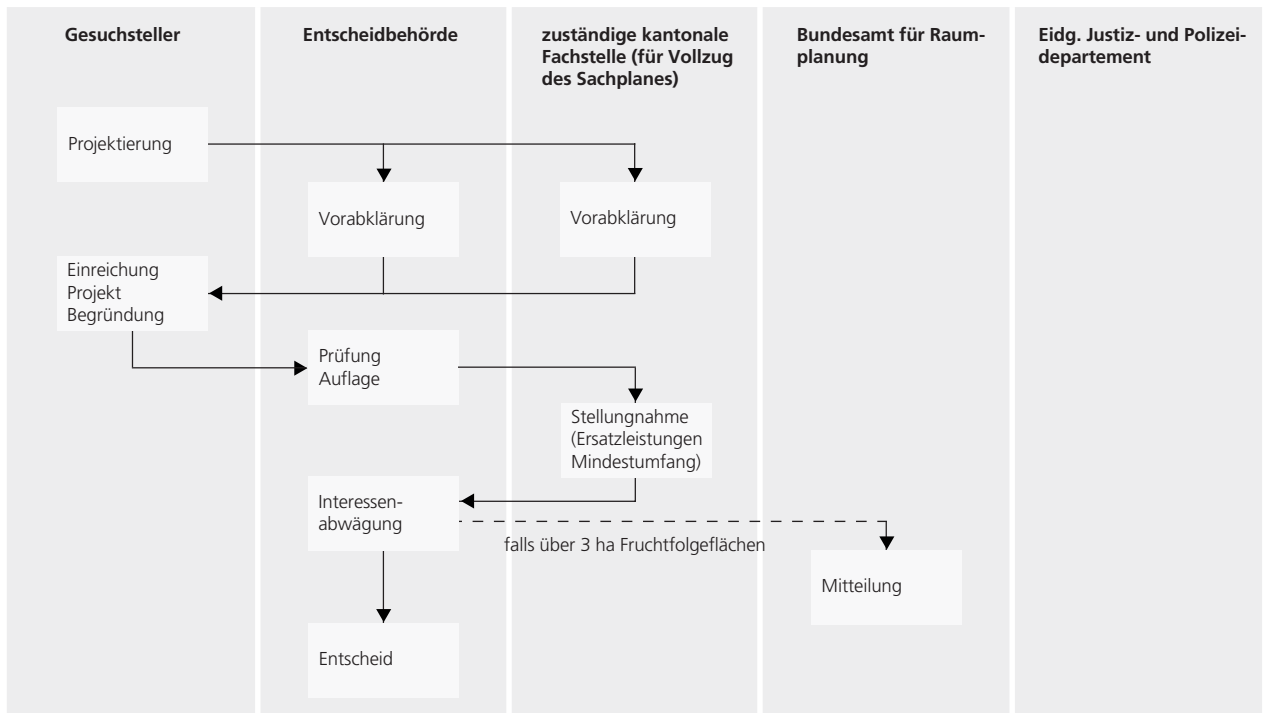 Gesuchsteller
Entscheidbehörde
zuständige kantonale
Fachstelle (für Vollzug
des Sachplanes)
Bundesamt für Raum-
planung
Eidg. Justiz- und Polizei-
departement
Projektierung
Vorabklärung
Vorabklärung
Einreichung
Projekt
Begründung
Prüfung
Auflage
Stellungnahme
(Ersatzleistungen
Mindestumfang)
Interessen-
abwägung
falls über 3 ha Fruchtfolgeflächen
Mitteilung
Entscheid